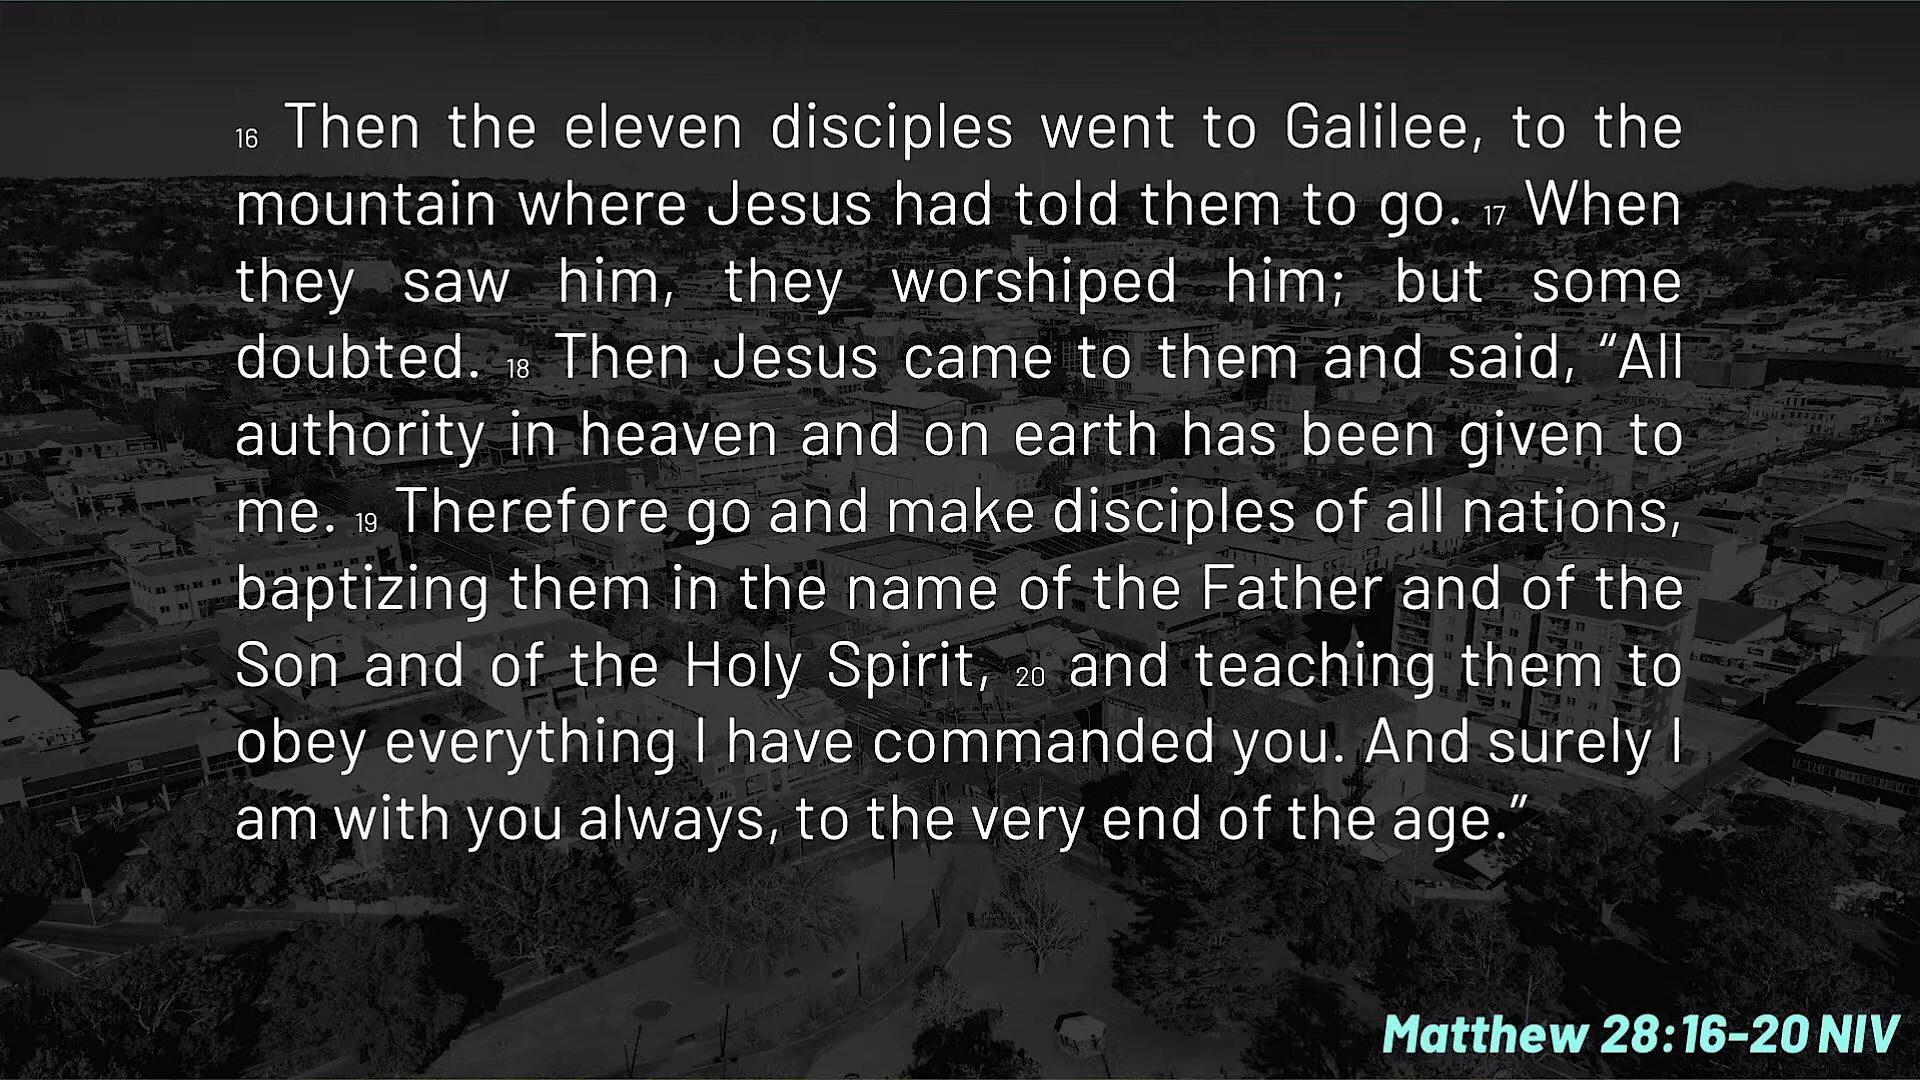 16 Then the eleven disciples went to Galilee, to the
mountain where Jesus had told them to go. 17 When
they saw him, they worshiped him; but some
doubted. 18 Then Jesus came to them and said, “All
authority in heaven and on earth has been given to
me. 19 Therefore go and make disciples of all nations,
baptizing them in the name of the Father and of the
Son and of the Holy Spirit, 20 and teaching them to
obey everything I have commanded you. And surely I
am with you always, to the very end of the age.”
Matthew 28:16-20 NIV